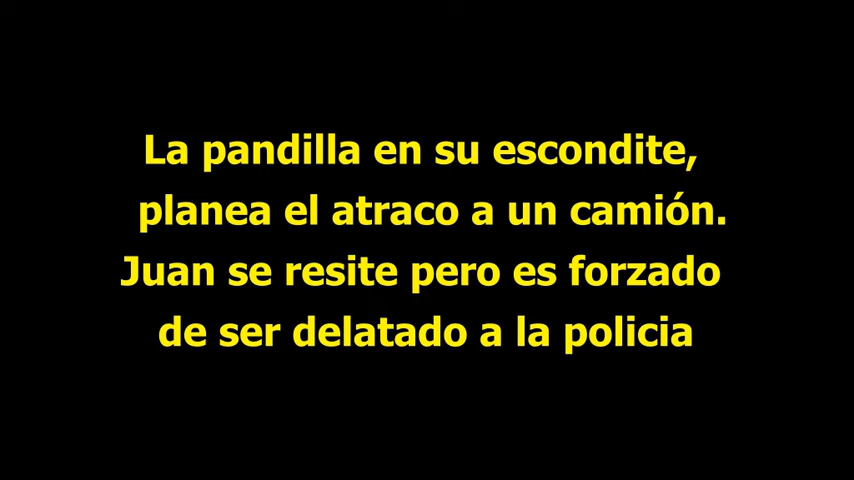 La pandilla en su escondite,
planea el atraco a un camión.
Juan se resite pero es forzado
de ser delatado a la policia